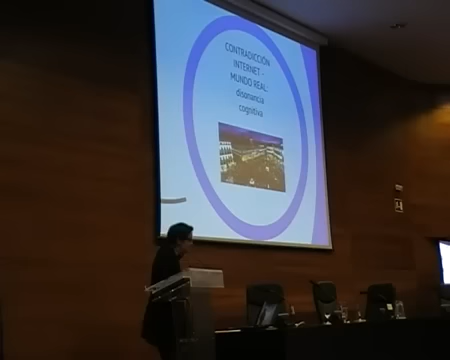 CONTRADICCIÓN
INTERNET -
MUNDO REAL:
disonancia
cognitiva